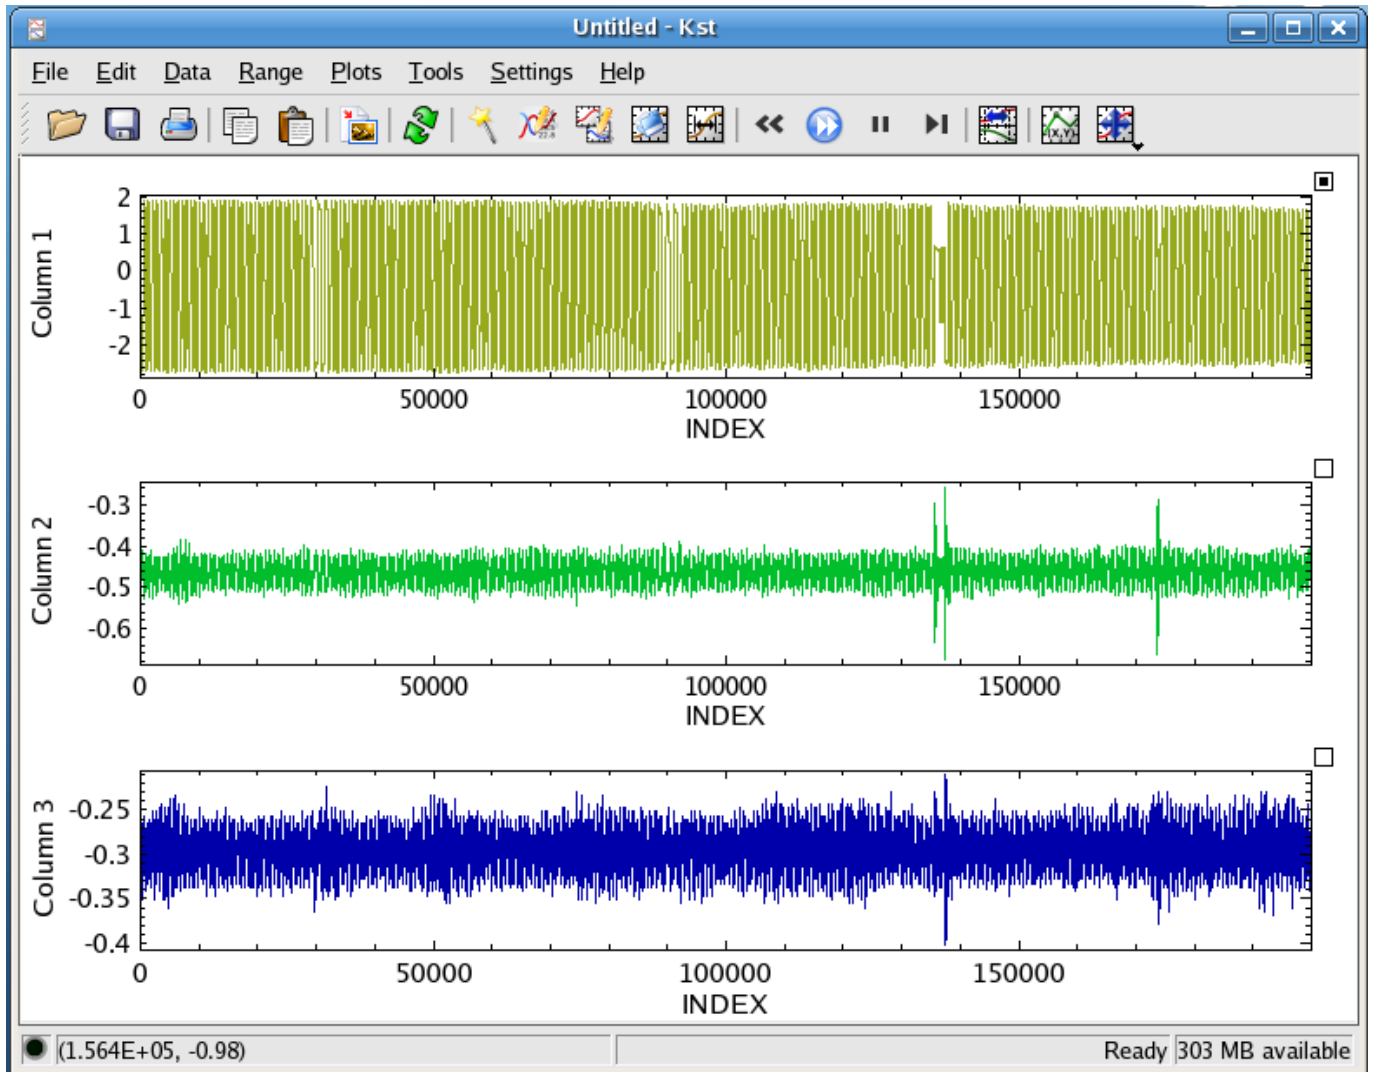 Untitled - Kst
File Edit Data Range Plots Tools Settings Help
Column 1
2
1
0
-1
-2
0 50000 100000 150000
INDEX
Column 2
-0.3
-0.4
-0.5
-0.6
0 50000 100000 150000
INDEX
Column 3
-0.25
-0.3
-0.35
-0.4
0 50000 100000 150000
INDEX
(1.564E+05, -0.98) Ready 303 MB available